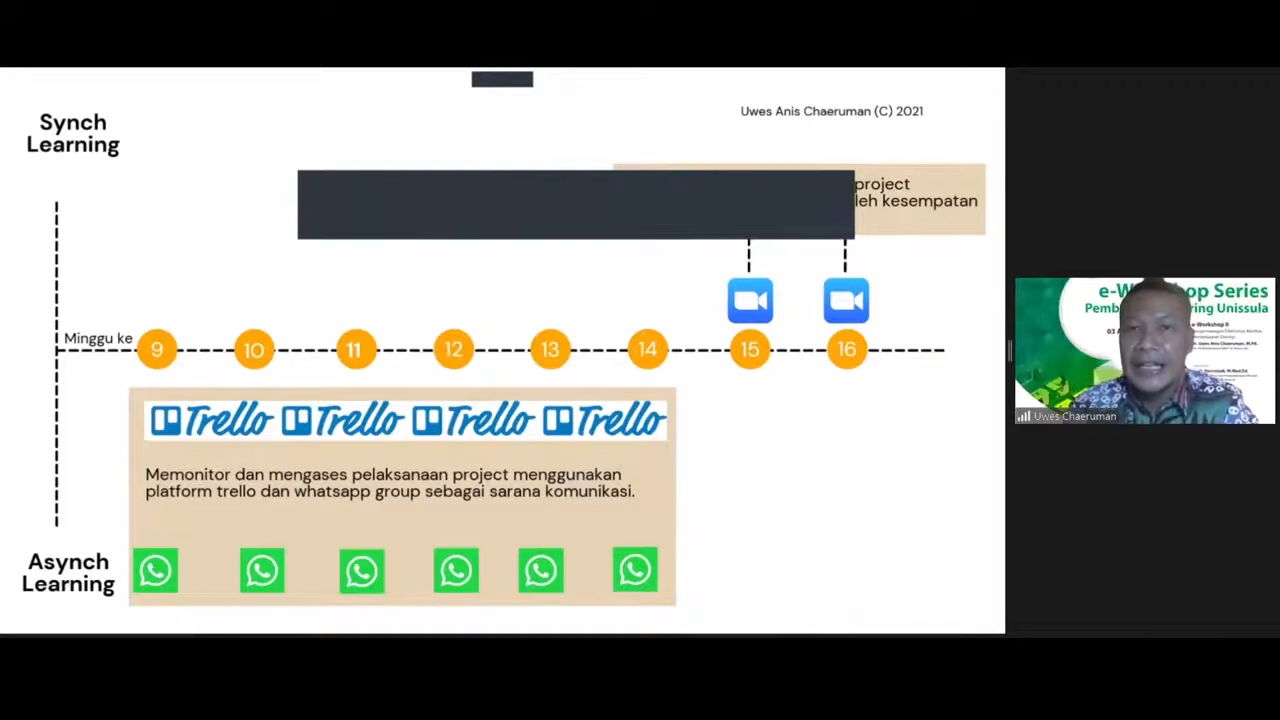 Uwes Anis Chaeruman (C) 2021
Synch
Learning
project
leh kesempatan
Minggu ke
9
10
11
12
13
14
15
16
Trello Trello Trello Trello
Memonitor dan mengases pelaksanaan project menggunakan
platform trello dan whatsapp group sebagai sarana komunikasi.
Asynch
Learning
op Series
Pemb
ring Unissula
03
Uwes Chaeruman